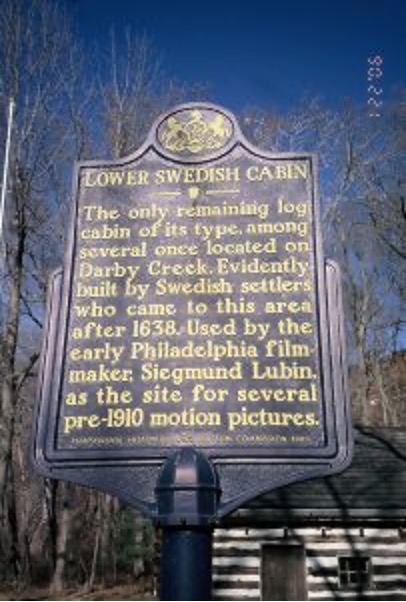 LOWER SWEDISH CABIN
The only remaining log
cabin of its type, among
several once located on
Darby Creek. Evidently
built by Swedish settlers
who came to this area
after 1638. Used by the
early Philadelphia film-
maker, Siegmund Lubin,
as the site for several
pre-1910 motion pictures.